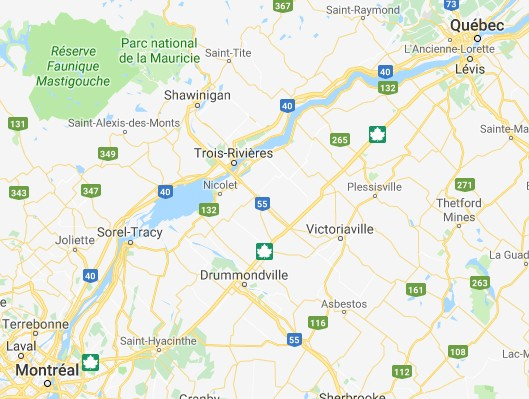 367
Saint-Raymond
73
Québec
L'Ancienne-Lorette
Lévis
Réserve
Faunique
Mastigouche
Parc national
de la Mauricie
Saint-Tite
40
132
Shawinigan
40
131
Saint-Alexis-des-Monts
265
Sainte-Ma
349
Trois-Rivières
343
347
40
Nicolet
Plessisville
271
132
55
Thetford
Mines
Joliette
Sorel-Tracy
Victoriaville
La Guad
40
Drummondville
161
263
Asbestos
Terrebonne
116
Laval
Saint-Hyacinthe
55
108
Lac-M
Montréal
112
Granby
Sherbrooke